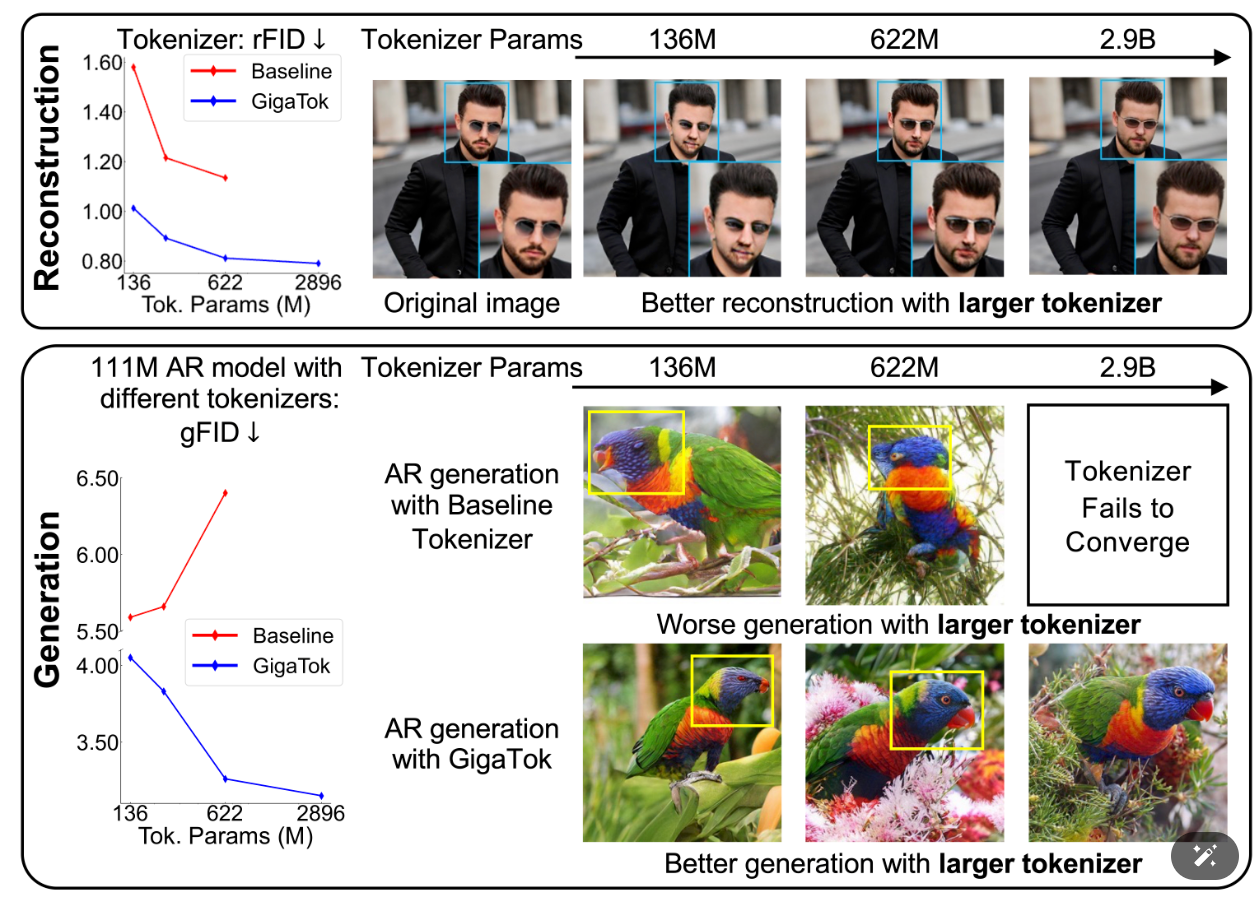 Reconstruction
Tokenizer: rFID ↓
1.60
1.40
1.20
1.00
0.80
Baseline
GigaTok
136
622
2896
Tok. Params (M)
Tokenizer Params
136M
622M
2.9B
Original image
Better reconstruction with larger tokenizer
Generation
111M AR model with
different tokenizers:
gFID ↓
6.50
6.00
5.50
4.00
3.50
Baseline
GigaTok
136
622
2896
Tok. Params (M)
Tokenizer Params
136M
622M
2.9B
AR generation
with Baseline
Tokenizer
Tokenizer
Fails to
Converge
Worse generation with larger tokenizer
AR generation
with GigaTok
Better generation with larger tokenizer